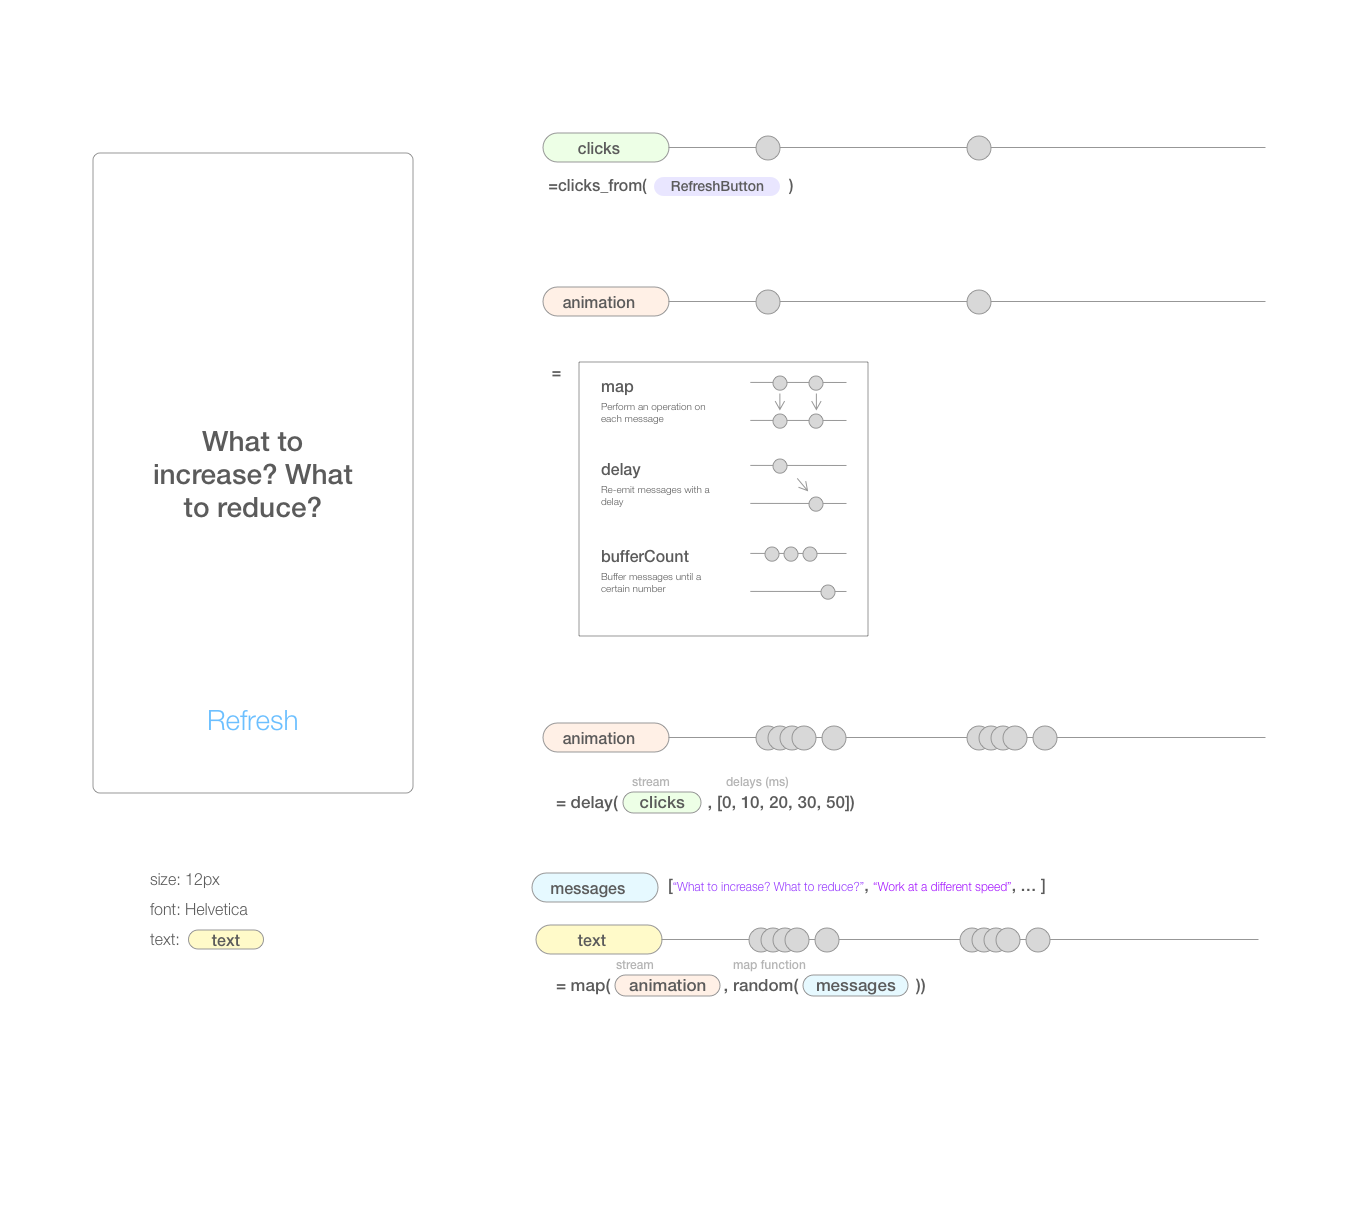 What to
increase? What
to reduce?
Refresh
size: 12px
font: Helvetica
text: text
clicks
=clicks_from( RefreshButton )
animation
=
map
Perform an operation on
each message
delay
Re-emit messages with a
delay
bufferCount
Buffer messages until a
certain number
animation
stream delays (ms)
= delay( clicks , [0, 10, 20, 30, 50])
messages [“What to increase? What to reduce?”, “Work at a different speed”, ... ]
text
stream map function
= map( animation , random( messages ))